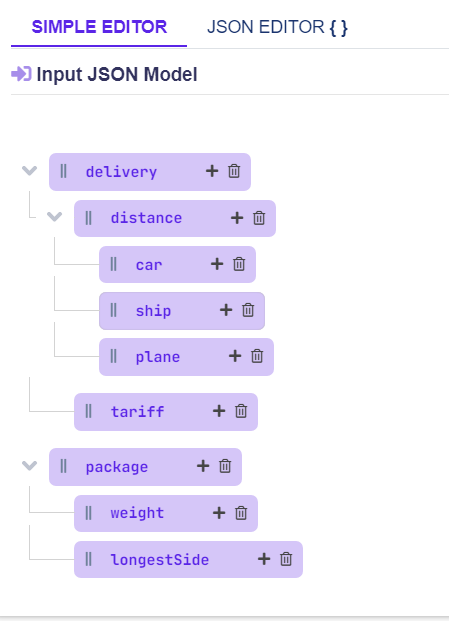 SIMPLE EDITOR JSON EDITOR { }
Input JSON Model
delivery
distance
car
ship
plane
tariff
package
weight
longestSide